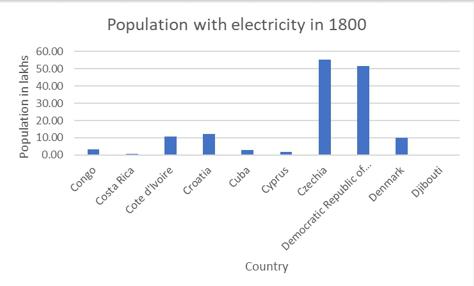 Population with electricity in 1800
Population in lakhs
60.00
50.00
40.00
30.00
20.00
10.00
0.00
Congo
Costa Rica
Cote d'Ivoire
Croatia
Cuba
Cyprus
Czechia
Democratic Republic of...
Denmark
Djibouti
Country